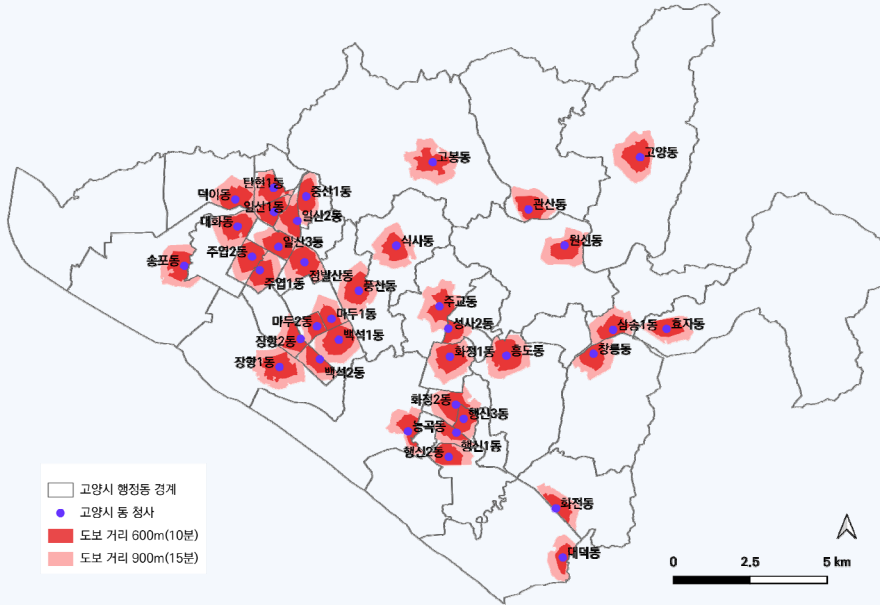 고봉동
고양동
탄현1동
중산1동
덕이동
일산1동
관산동
일산2동
대화동
원신동
일산3동
식사동
주엽2동
송포동
정발산동
주엽1동
풍산동
주교동
마두1동
마두2동
성사2동
삼송1동
효자동
백석1동
장항2동
화정1동
흥도동
창릉동
장항1동
백석2동
화정2동
행신3동
능곡동
행신1동
행신2동
화전동
대덕동
고양시 행정동 경계
고양시 동 청사
도보 거리 600m(10분)
도보 거리 900m(15분)
0 2.5 5 km